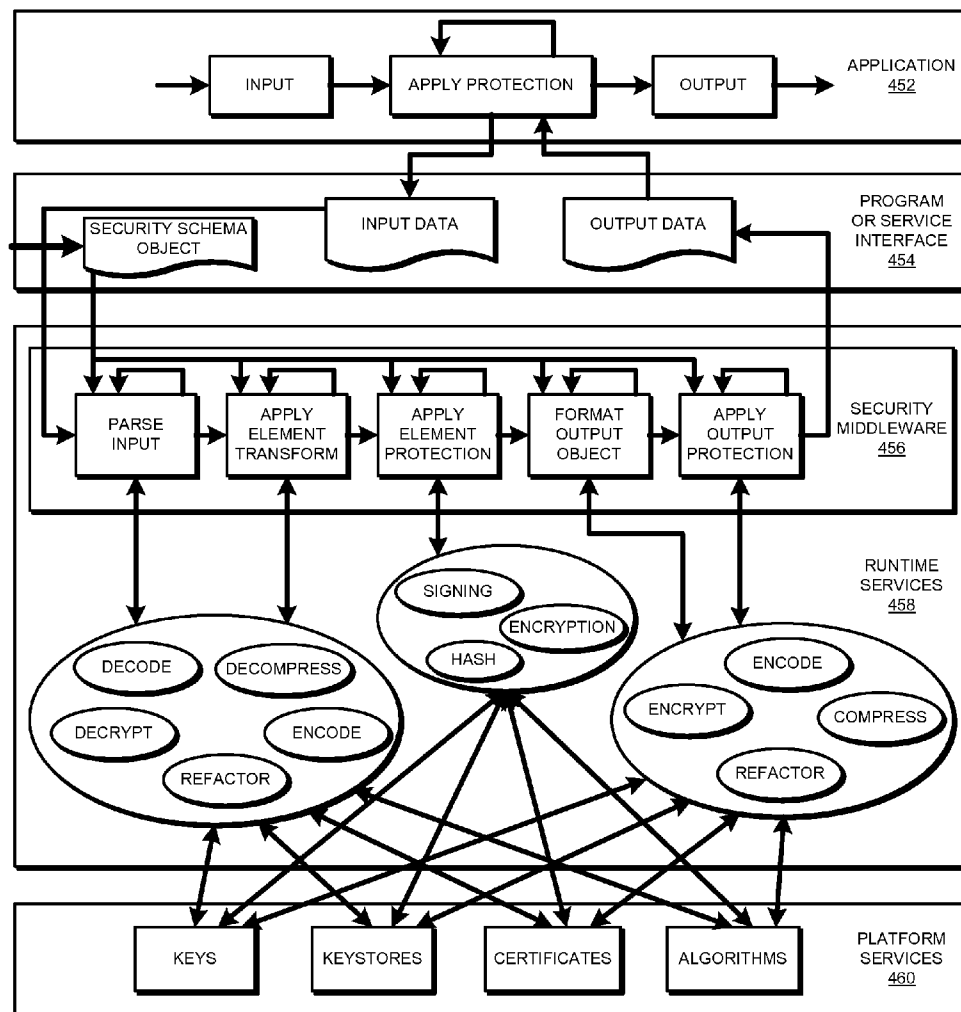 INPUT
APPLY PROTECTION
OUTPUT
APPLICATION
452
SECURITY SCHEMA
OBJECT
INPUT DATA
OUTPUT DATA
PROGRAM
OR SERVICE
INTERFACE
454
PARSE
INPUT
APPLY
ELEMENT
TRANSFORM
APPLY
ELEMENT
PROTECTION
FORMAT
OUTPUT
OBJECT
APPLY
OUTPUT
PROTECTION
SECURITY
MIDDLEWARE
456
RUNTIME
SERVICES
458
DECODE
DECOMPRESS
DECRYPT
ENCODE
REFACTOR
SIGNING
ENCRYPTION
HASH
ENCODE
ENCRYPT
COMPRESS
REFACTOR
KEYS
KEYSTORES
CERTIFICATES
ALGORITHMS
PLATFORM
SERVICES
460